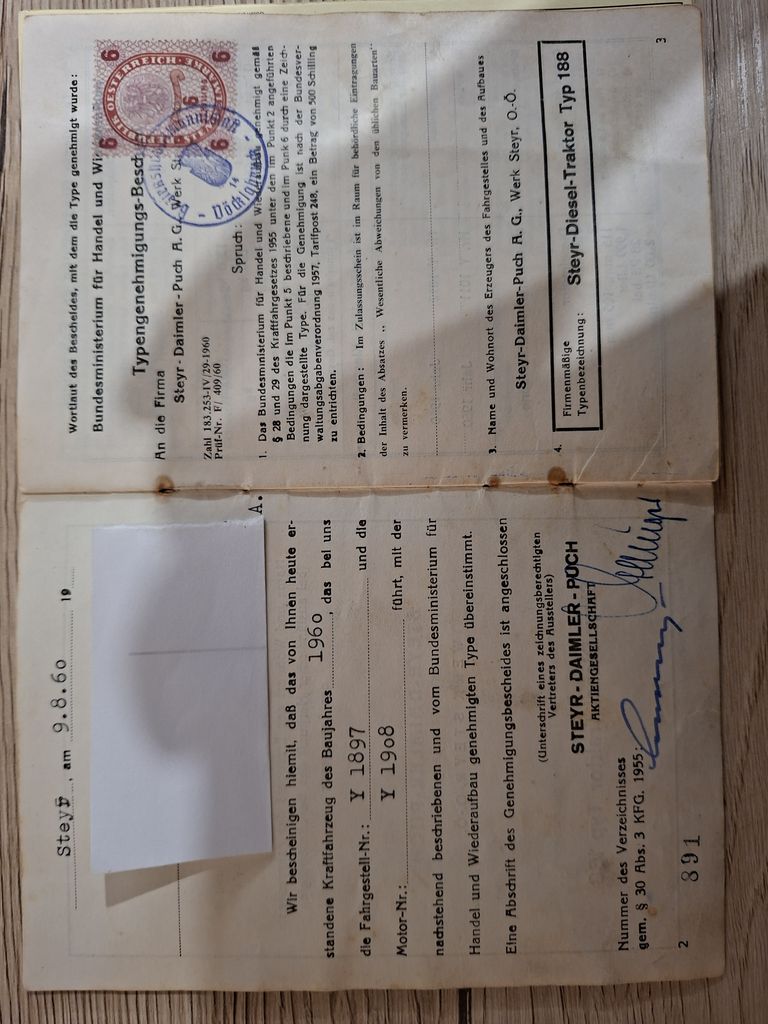 Steyr, am 9.8.60 19
A.
Wir bescheinigen hiemit, daß das von Ihnen heute er-
standene Kraftfahrzeug des Baujahres 1960, das bei uns
die Fahrgestell-Nr.: Y 1897 und die
Motor-Nr.: Y 1908 führt, mit der
nachstehend beschriebenen und vom Bundesministerium für
Handel und Wiederaufbau genehmigten Type übereinstimmt.
Eine Abschrift des Genehmigungsbescheides ist angeschlossen
(Unterschrift eines zeichnungsberechtigten
Vertreters des Ausstellers)
STEYR-DAIMLER-PUCH
AKTIENGESELLSCHAFT
Nummer des Verzeichnisses
gem. § 30 Abs. 3 KFG. 1955:
891
2
Wortlaut des Bescheides, mit dem die Type genehmigt wurde:
Bundesministerium für Handel und Wie
Typengenehmigungs-Besch
An die Firma
Steyr-Daimler-Puch A. G., Werk St
Zahl 183.253-IV/29-1960
Prüf-Nr. F/ 409/60
Spruch:
1. Das Bundesministerium für Handel und Wied genehmigt gemäß
§ 28 und 29 des Kraftfahrgesetzes 1955 unter den im Punkt 2 angeführten
Bedingungen die im Punkt 5 beschriebene und im Punk 6 durch eine Zeich-
nung dargestellte Type. Für die Genehmigung ist nach der Bundesver-
waltungsabgabenverordnung 1957, Tarifpost 248, ein Betrag von 500 Schilling
zu entrichten.
2. Bedingungen: Im Zulassungsschein ist im Raum für behördliche Eintragungen
der Inhalt des Absatzes ,, Wesentliche Abweichungen von den üblichen Bauarten"
zu vermerken.
3. Name und Wohnort des Erzeugers des Fahrgestelles und des Aufbaues
Steyr-Daimler-Puch A. G., Werk Steyr, O.-Ö.
4. Firmenmäßige
Typenbezeichnung: Steyr-Diesel-Traktor Typ 188
3
6 6 6 6
ÖSTERREICH
- Vöcklabruck -
14